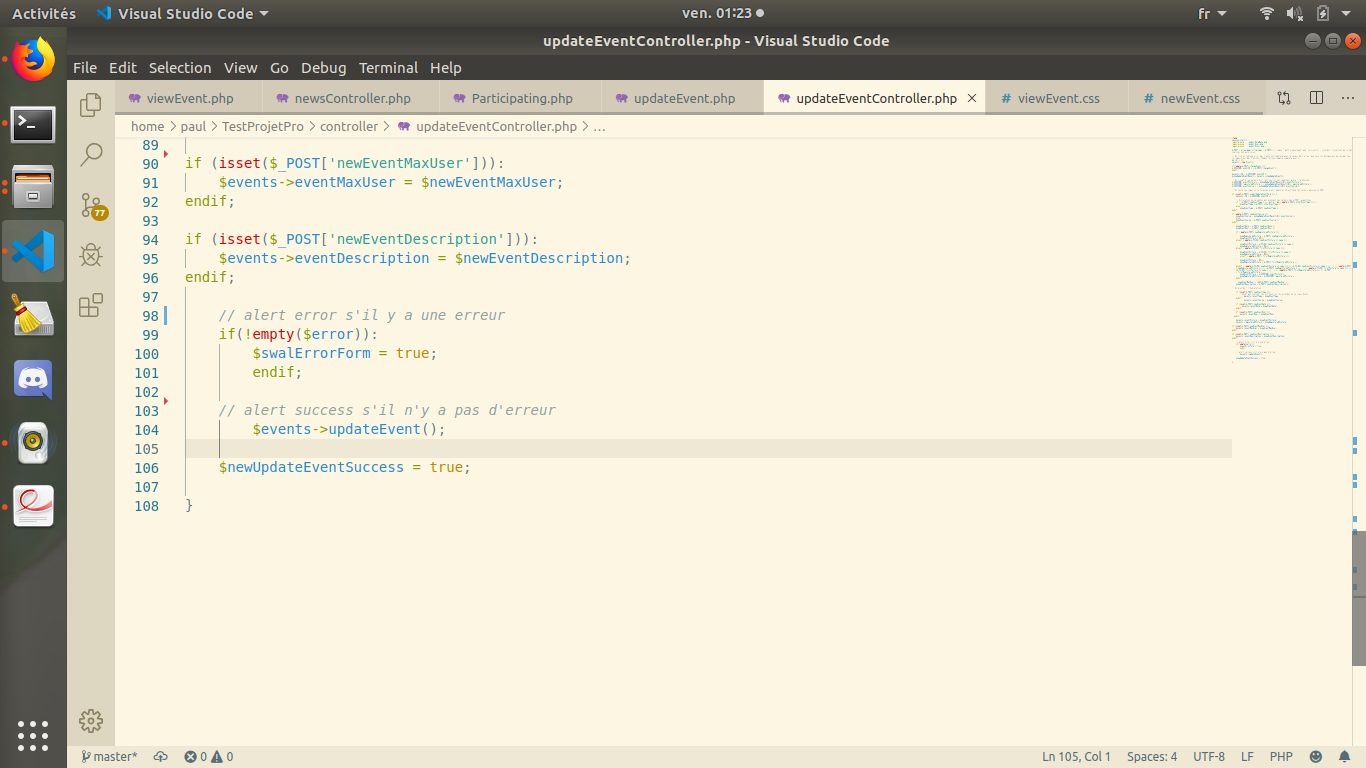 Activités Visual Studio Code ven. 01:23 fr
updateEventController.php - Visual Studio Code
File Edit Selection View Go Debug Terminal Help
viewEvent.php newsController.php Participating.php updateEvent.php updateEventController.php viewEvent.css newEvent.css
home > paul > TestProjetPro > controller > updateEventController.php > ...
89
90 if (isset($_POST['newEventMaxUser'])):
91 $events->eventMaxUser = $newEventMaxUser;
92 endif;
93
94 if (isset($_POST['newEventDescription'])):
95 $events->eventDescription = $newEventDescription;
96 endif;
97
98 // alert error s'il y a une erreur
99 if(!empty($error)):
100 $swalErrorForm = true;
101 endif;
102
103 // alert success s'il n'y a pas d'erreur
104 $events->updateEvent();
105
106 $newUpdateEventSuccess = true;
107
108 }
77
master* 0 0 Ln 105, Col 1 Spaces: 4 UTF-8 LF PHP